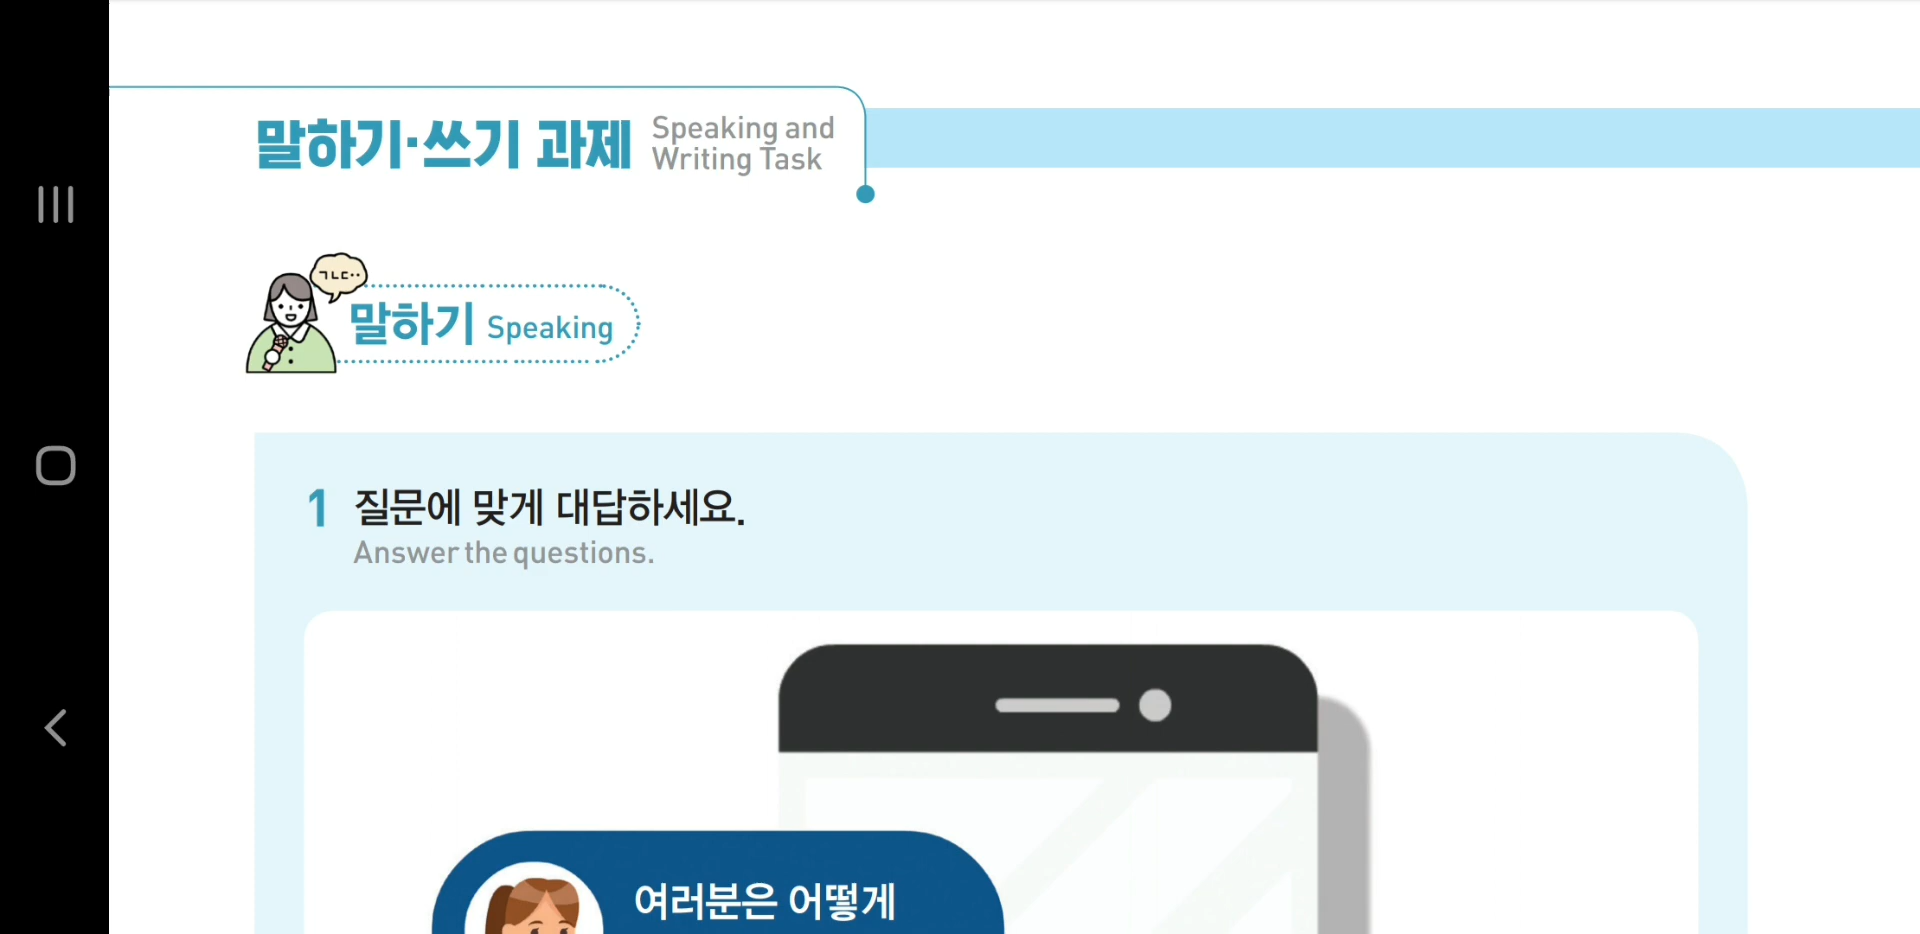 말하기·쓰기 과제
Speaking and
Writing Task
ㄱㄴㄷ··
말하기 Speaking
1 질문에 맞게 대답하세요.
Answer the questions.
여러분은 어떻게